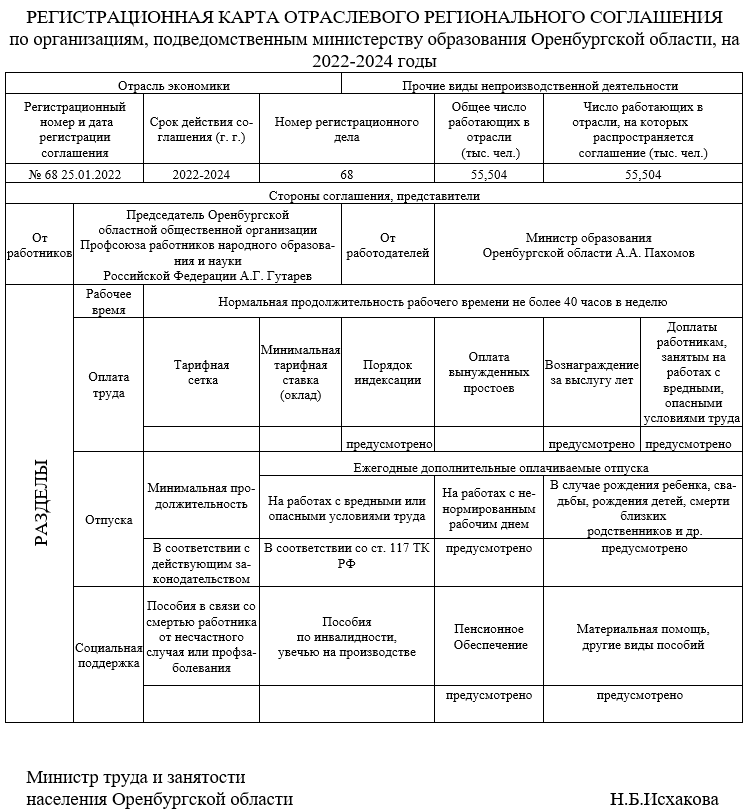 РЕГИСТРАЦИОННАЯ КАРТА ОТРАСЛЕВОГО РЕГИОНАЛЬНОГО СОГЛАШЕНИЯ
по организациям, подведомственным министерству образования Оренбургской области, на
2022-2024 годы
Отрасль экономики
Прочие виды непроизводственной деятельности
Регистрационный
номер и дата
регистрации
соглашения
Срок действия со-
глашения (г. г.)
Номер регистрационного
дела
Общее число
работающих в
отрасли
(тыс. чел.)
Число работающих в
отрасли, на которых
распространяется
соглашение (тыс. чел.)
№ 68 25.01.2022
2022-2024
68
55,504
55,504
Стороны соглашения, представители
От
работников
Председатель Оренбургской
областной общественной организации
Профсоюза работников народного образова-
ния и науки
Российской Федерации А.Г. Гутарев
От
работодателей
Министр образования
Оренбургской области А.А. Пахомов
РАЗДЕЛЫ
Рабочее
время
Нормальная продолжительность рабочего времени не более 40 часов в неделю
Оплата
труда
Тарифная
сетка
Минимальная
тарифная
ставка
(оклад)
Порядок
индексации
Оплата
вынужденных
простоев
Вознаграждение
за выслугу лет
Доплаты
работникам,
занятым на
работах с
вредными,
опасными
условиями труда
предусмотрено
предусмотрено
предусмотрено
Отпуска
Минимальная про-
должительность
Ежегодные дополнительные оплачиваемые отпуска
На работах с вредными или
опасными условиями труда
На работах с не-
нормированным
рабочим днем
В случае рождения ребенка, сва-
дьбы, рождения детей, смерти
близких
родственников и др.
В соответствии с
действующим за-
конодательством
В соответствии со ст. 117 ТК
РФ
предусмотрено
предусмотрено
Социальная
поддержка
Пособия в связи со
смертью работника
от несчастного
случая или профза-
болевания
Пособия
по инвалидности,
увечью на производстве
Пенсионное
Обеспечение
Материальная помощь,
другие виды пособий
предусмотрено
предусмотрено
Министр труда и занятости
населения Оренбургской области
Н.Б.Исхакова